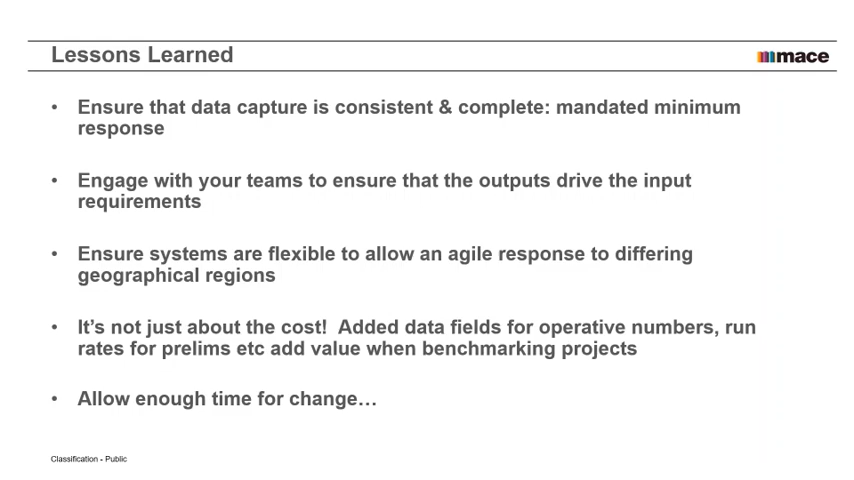 Lessons Learned
mace
• Ensure that data capture is consistent & complete: mandated minimum
response
• Engage with your teams to ensure that the outputs drive the input
requirements
• Ensure systems are flexible to allow an agile response to differing
geographical regions
• It’s not just about the cost!  Added data fields for operative numbers, run
rates for prelims etc add value when benchmarking projects
• Allow enough time for change…
Classification - Public